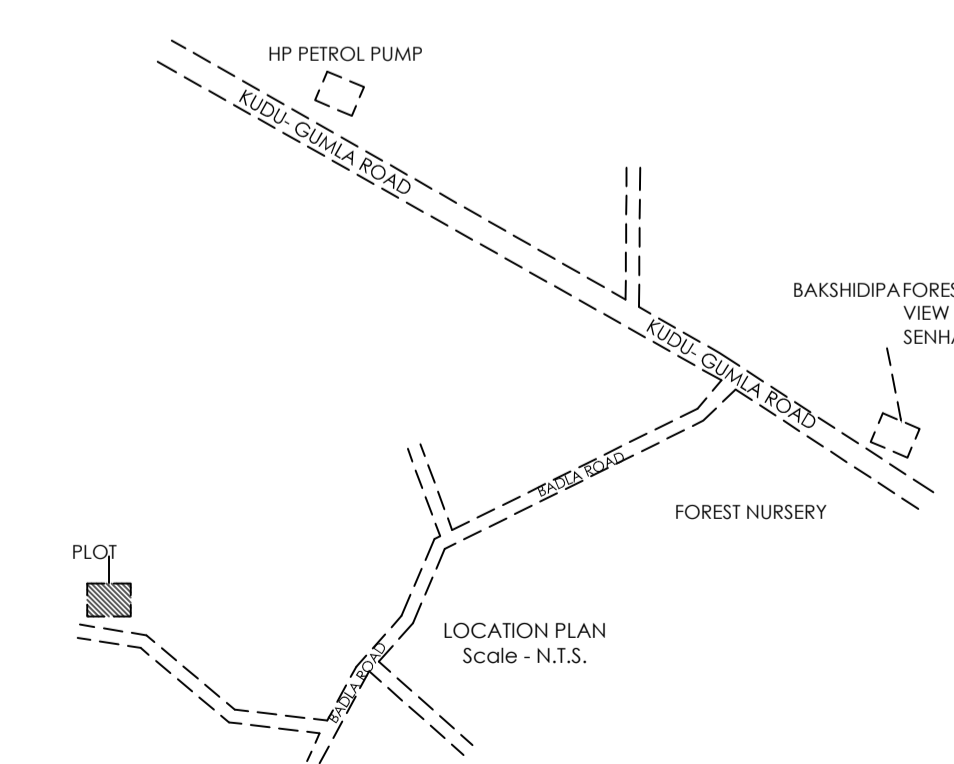 HP PETROL PUMP
KUDU- GUMLA ROAD
BAKSHIDIPA
VIEW
KUDU- GUMLA ROAD
BADLA ROAD
FOREST NURSERY
PLOT
LOCATION PLAN
Scale - N.T.S.
BADLA ROAD